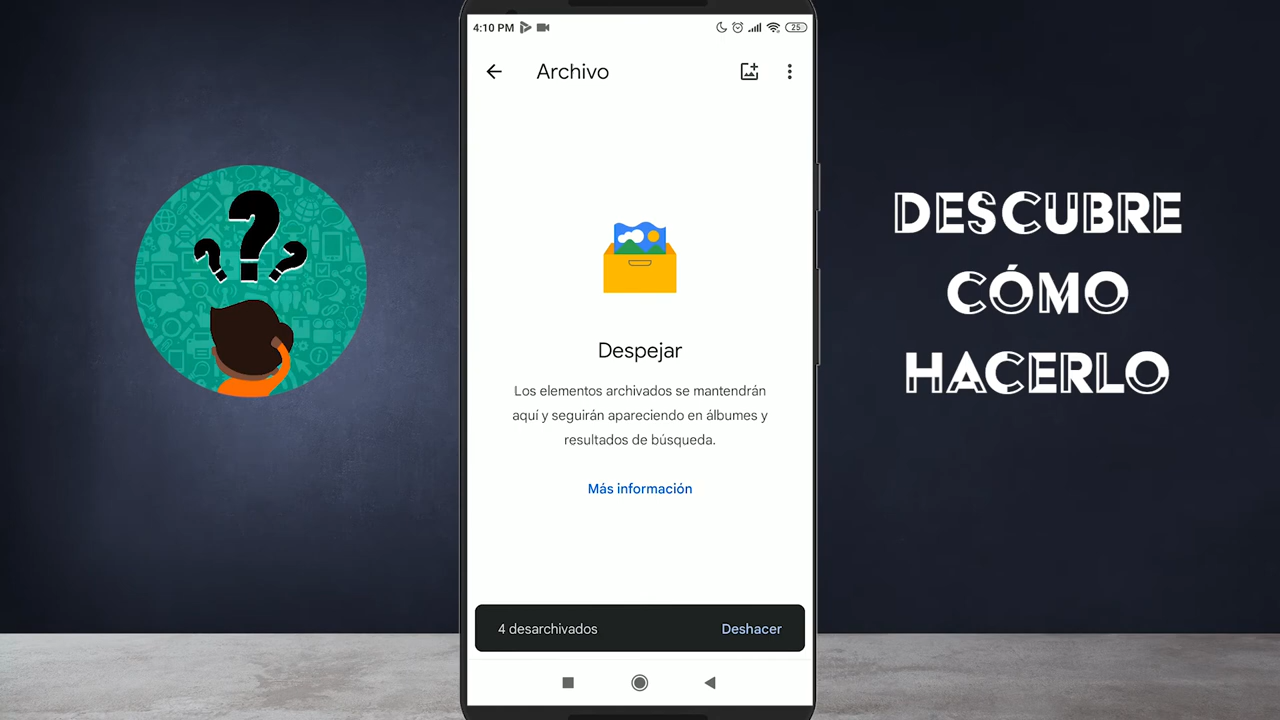 4:10 PM
25
Archivo
Despejar
Los elementos archivados se mantendrán
aquí y seguirán apareciendo en álbumes y
resultados de búsqueda.
Más información
4 desarchivados
Deshacer
DESCUBRE
CÓMO
HACERLO
???